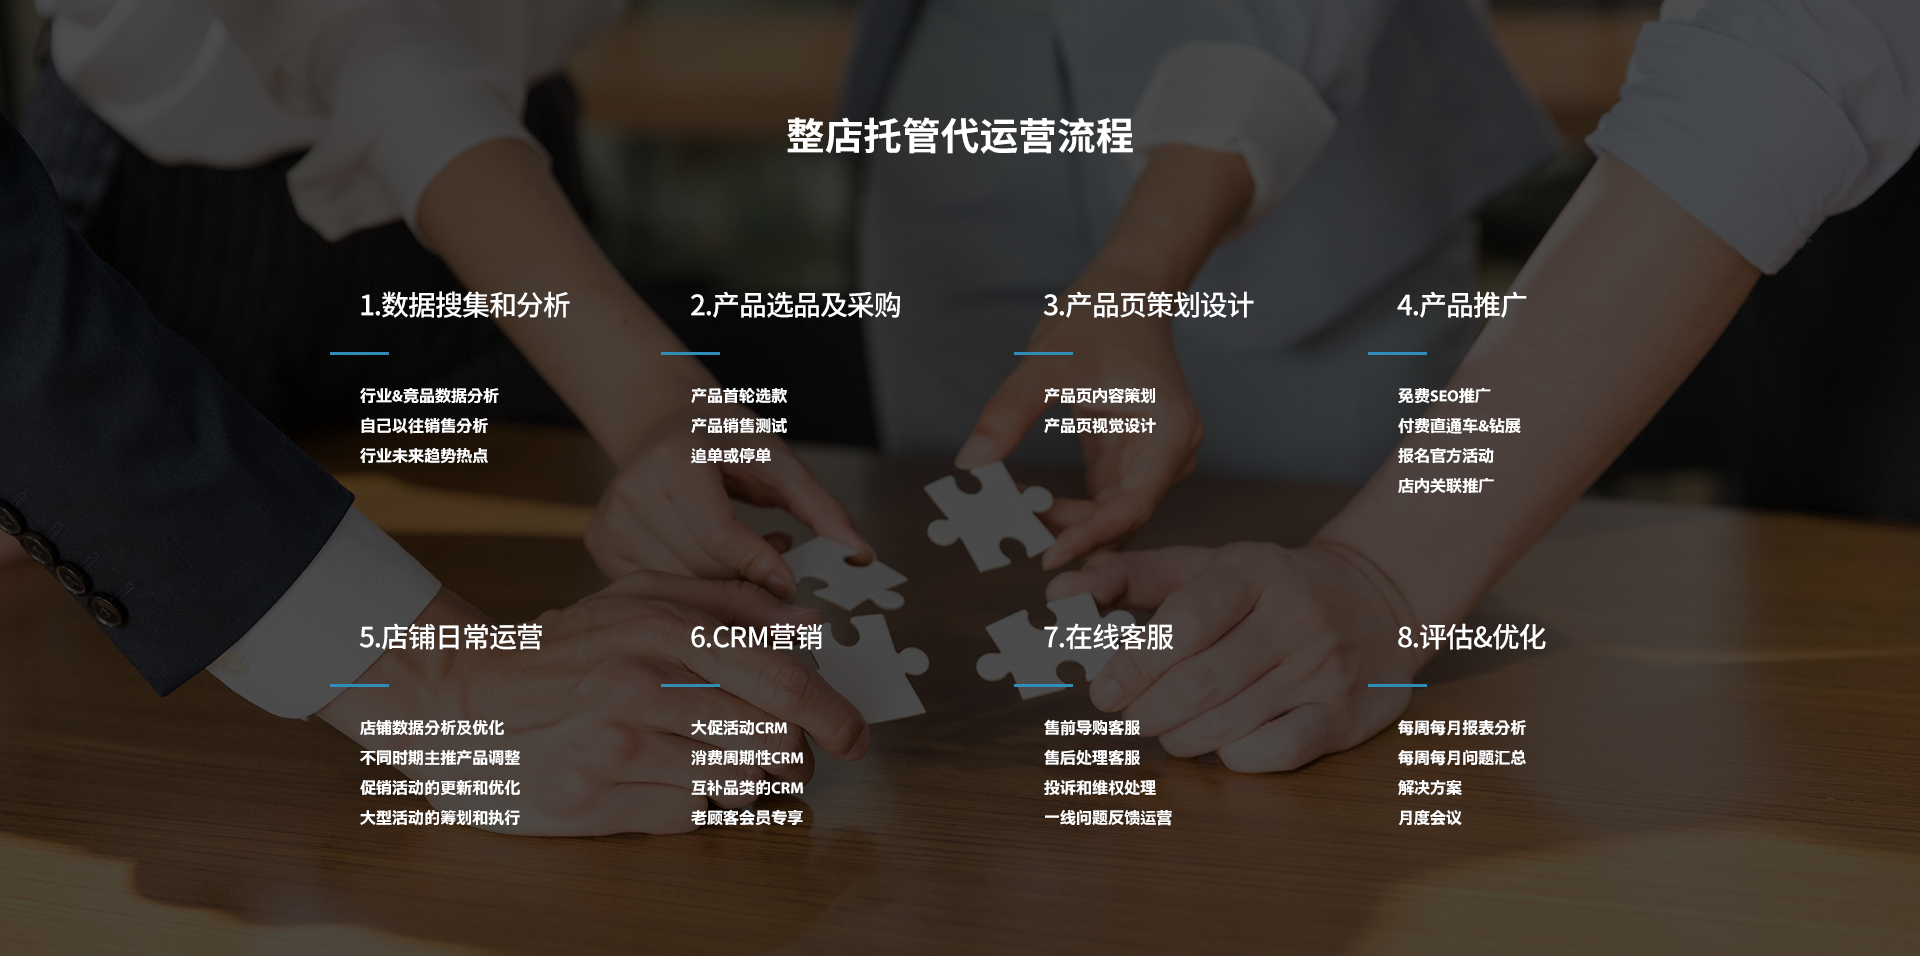 整店托管代运营流程
1.数据搜集和分析
行业&竞品数据分析
自己以往销售分析
行业未来趋势热点
2.产品选品及采购
产品首轮选款
产品销售测试
追单或停单
3.产品页策划设计
产品页内容策划
产品页视觉设计
4.产品推广
免费SEO推广
付费直通车&钻展
报名官方活动
店内关联推广
5.店铺日常运营
店铺数据分析及优化
不同时期主推产品调整
促销活动的更新和优化
大型活动的筹划和执行
6.CRM营销
大促活动CRM
消费周期性CRM
互补品类的CRM
老顾客会员专享
7.在线客服
售前导购客服
售后处理客服
投诉和维权处理
一线问题反馈运营
8.评估&优化
每周每月报表分析
每周每月问题汇总
解决方案
月度会议